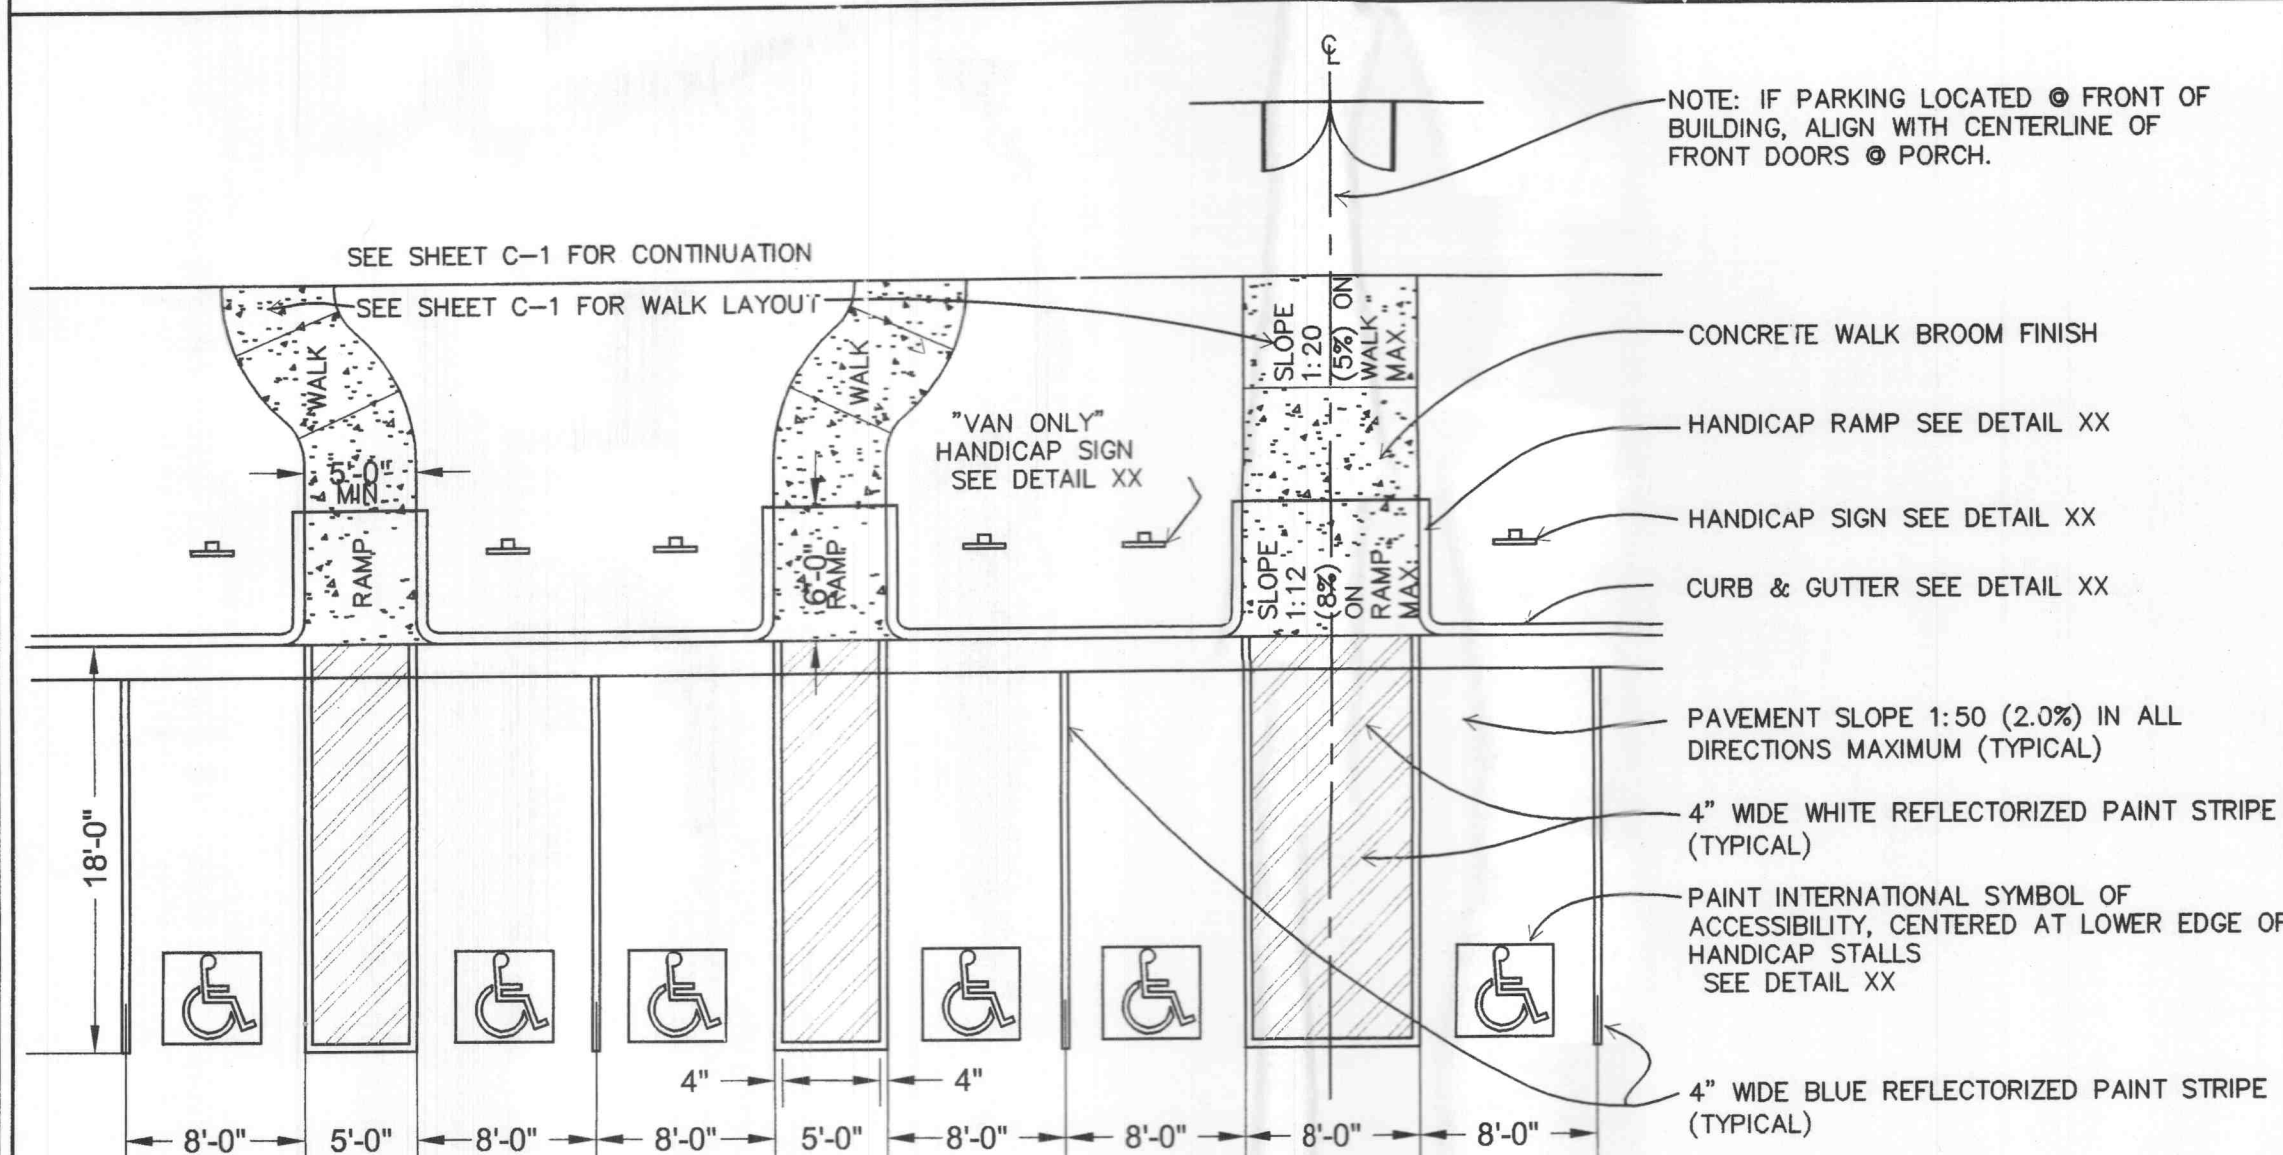 ℄
NOTE: IF PARKING LOCATED @ FRONT OF
BUILDING, ALIGN WITH CENTERLINE OF
FRONT DOORS @ PORCH.
SEE SHEET C-1 FOR CONTINUATION
SEE SHEET C-1 FOR WALK LAYOUT
WALK
WALK
SLOPE
1:20
(5%) ON
WALK"
MAX.
CONCRETE WALK BROOM FINISH
"VAN ONLY"
HANDICAP SIGN
SEE DETAIL XX
HANDICAP RAMP SEE DETAIL XX
5'-0"
MIN.
HANDICAP SIGN SEE DETAIL XX
RAMP
6'-0"
RAMP
SLOPE
1:12
(8%)
ON
RAMP
MAX.
CURB & GUTTER SEE DETAIL XX
PAVEMENT SLOPE 1:50 (2.0%) IN ALL
DIRECTIONS MAXIMUM (TYPICAL)
18'-0"
4" WIDE WHITE REFLECTORIZED PAINT STRIPE
(TYPICAL)
PAINT INTERNATIONAL SYMBOL OF
ACCESSIBILITY, CENTERED AT LOWER EDGE OF
HANDICAP STALLS
SEE DETAIL XX
4" 4"
4" WIDE BLUE REFLECTORIZED PAINT STRIPE
(TYPICAL)
8'-0" 5'-0" 8'-0" 8'-0" 5'-0" 8'-0" 8'-0" 8'-0" 8'-0"